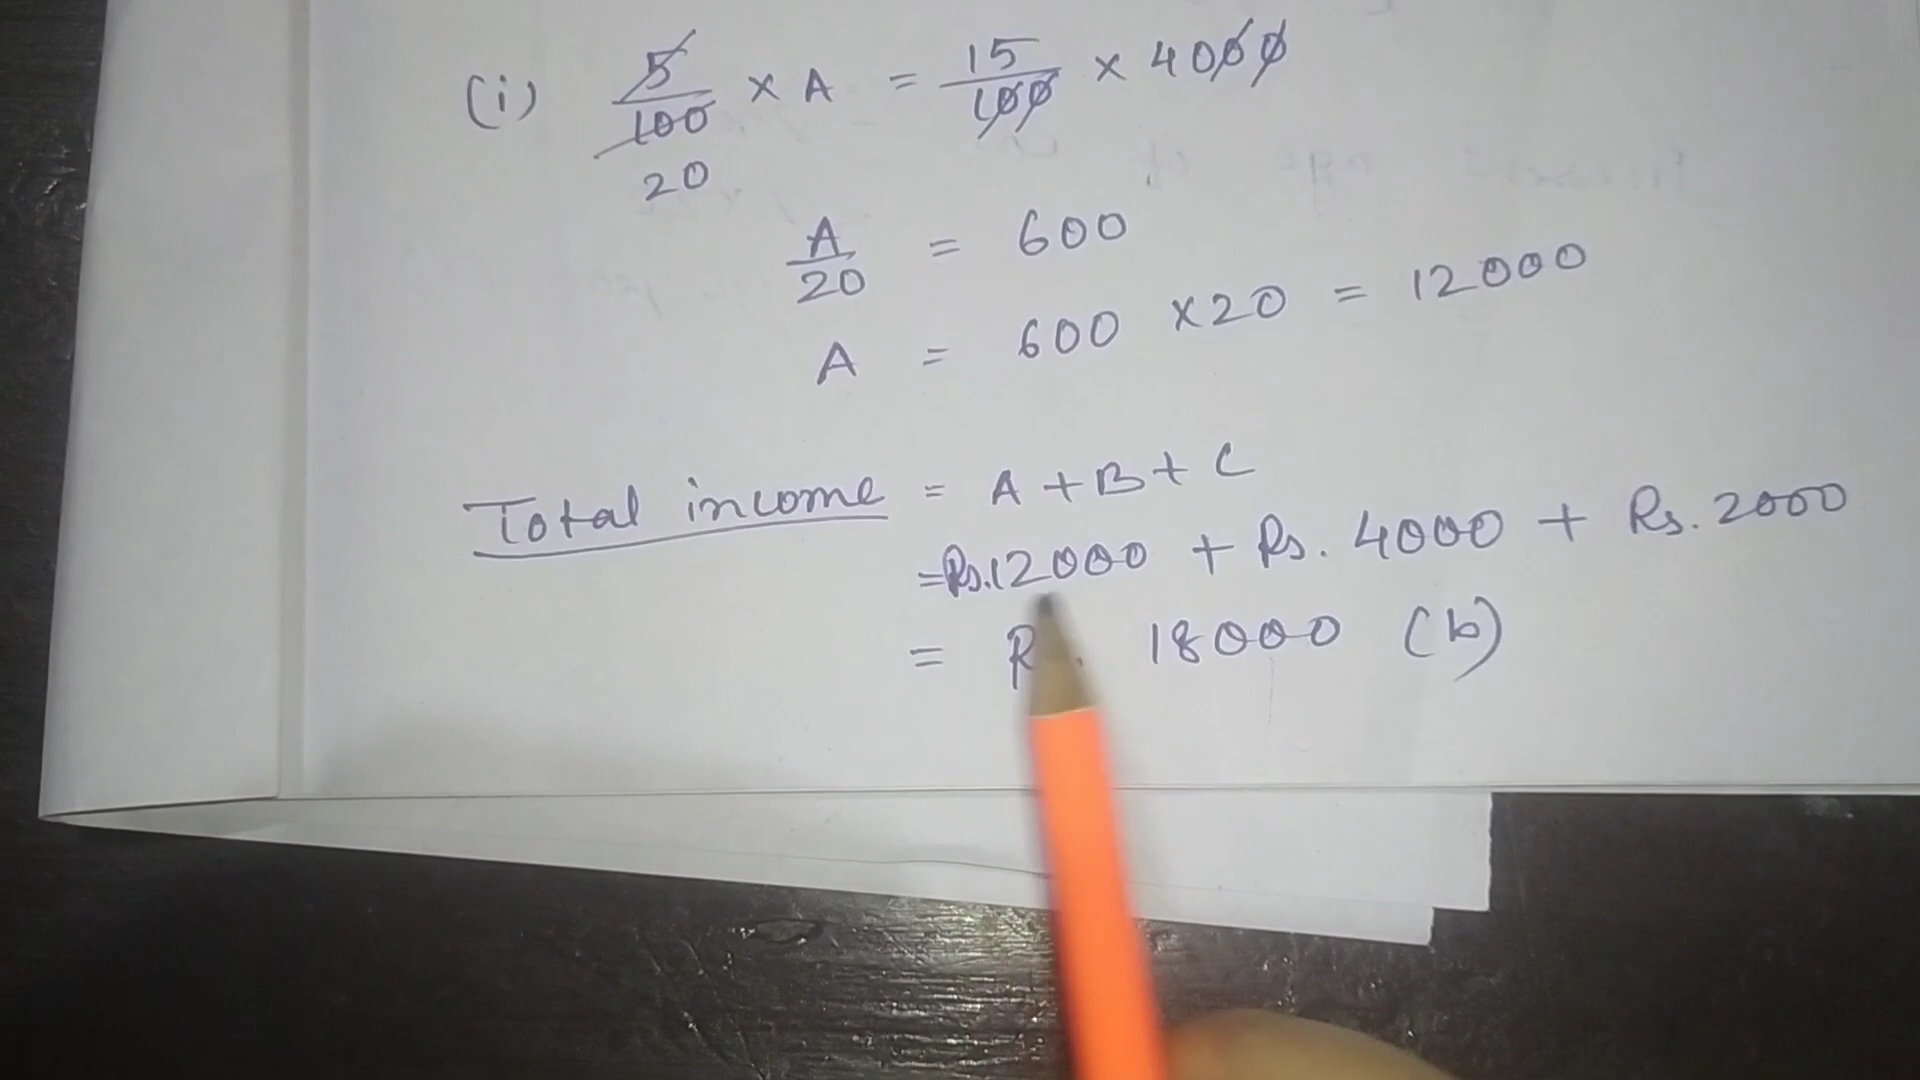 (i) 5/100 × A = 15/100 × 4000
20
A/20 = 600
A = 600 × 20 = 12000
Total income = A + B + C
= Rs.12000 + Rs. 4000 + Rs. 2000
= R . 18000 (b)